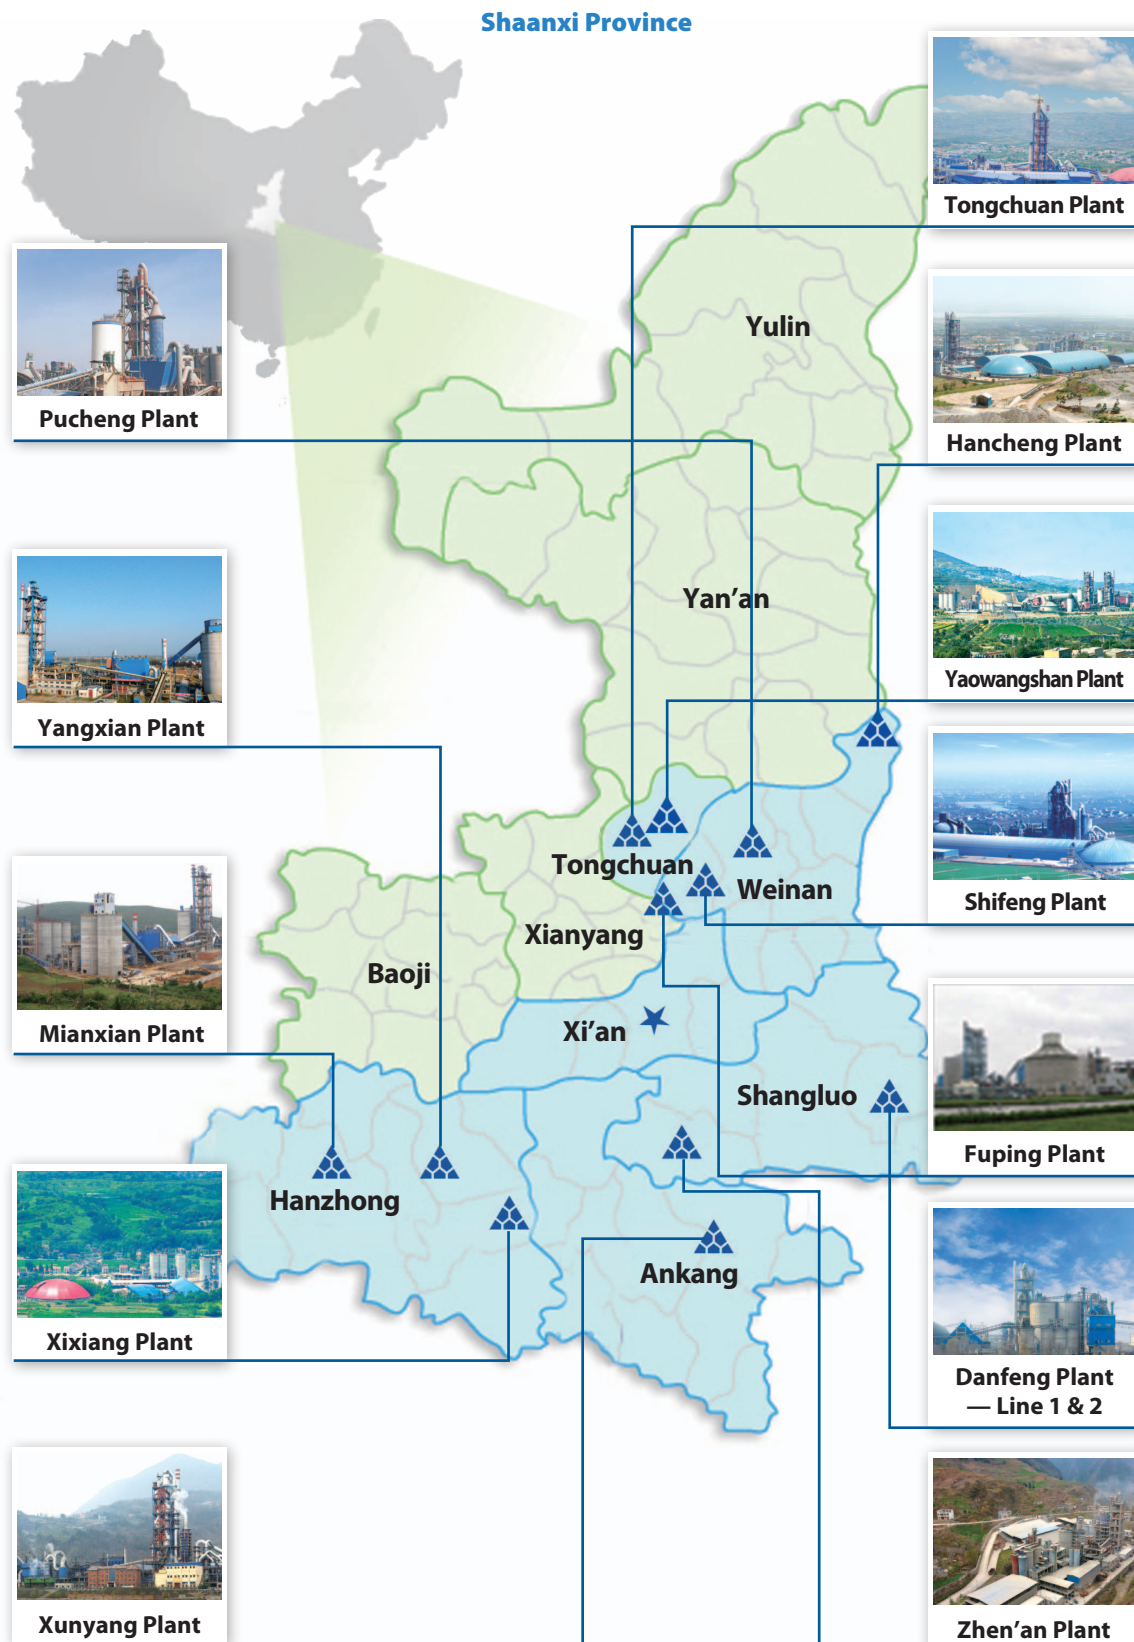 Shaanxi Province
Tongchuan Plant
Yulin
Pucheng Plant
Hancheng Plant
Yan’an
Yaowangshan Plant
Yangxian Plant
Tongchuan
Weinan
Shifeng Plant
Xianyang
Baoji
Mianxian Plant
Xi’an
Shangluo
Fuping Plant
Hanzhong
Ankang
Xixiang Plant
Danfeng Plant
— Line 1 & 2
Xunyang Plant
Zhen’an Plant